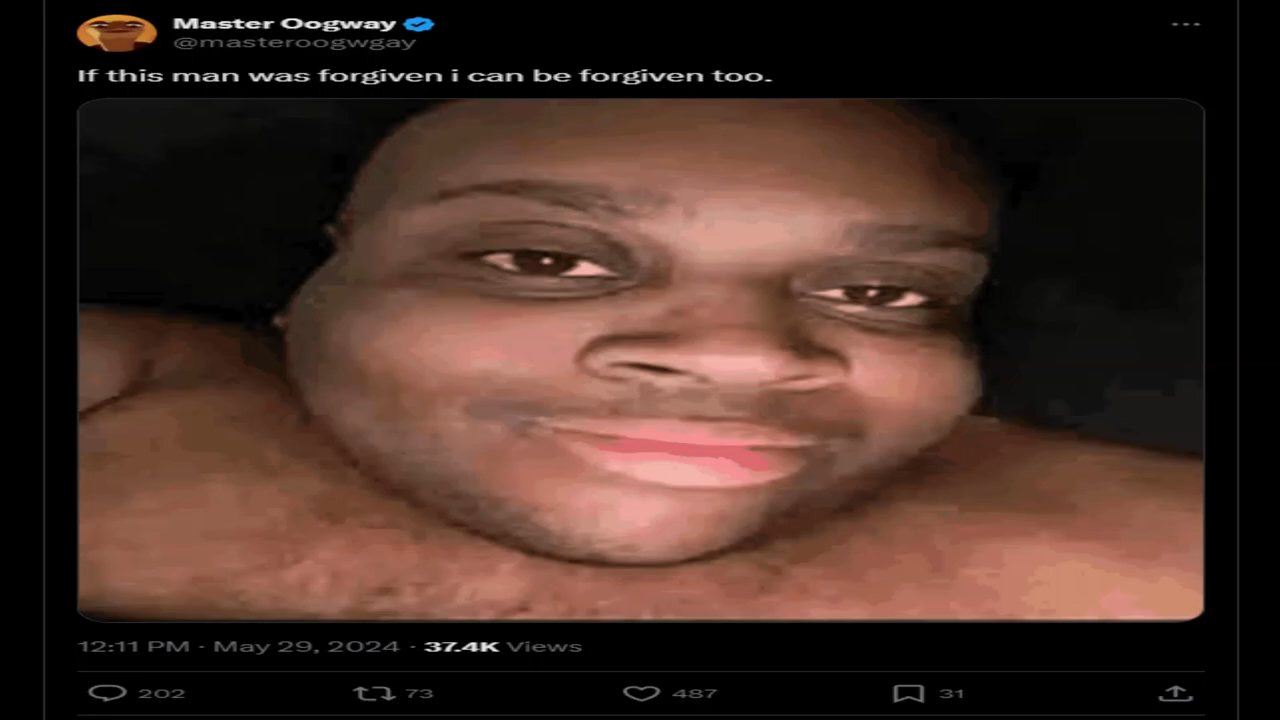 Master Oogway
@masteroogwgay
If this man was forgiven i can be forgiven too.
12:11 PM · May 29, 2024 · 37.4K Views
202 73 487 31